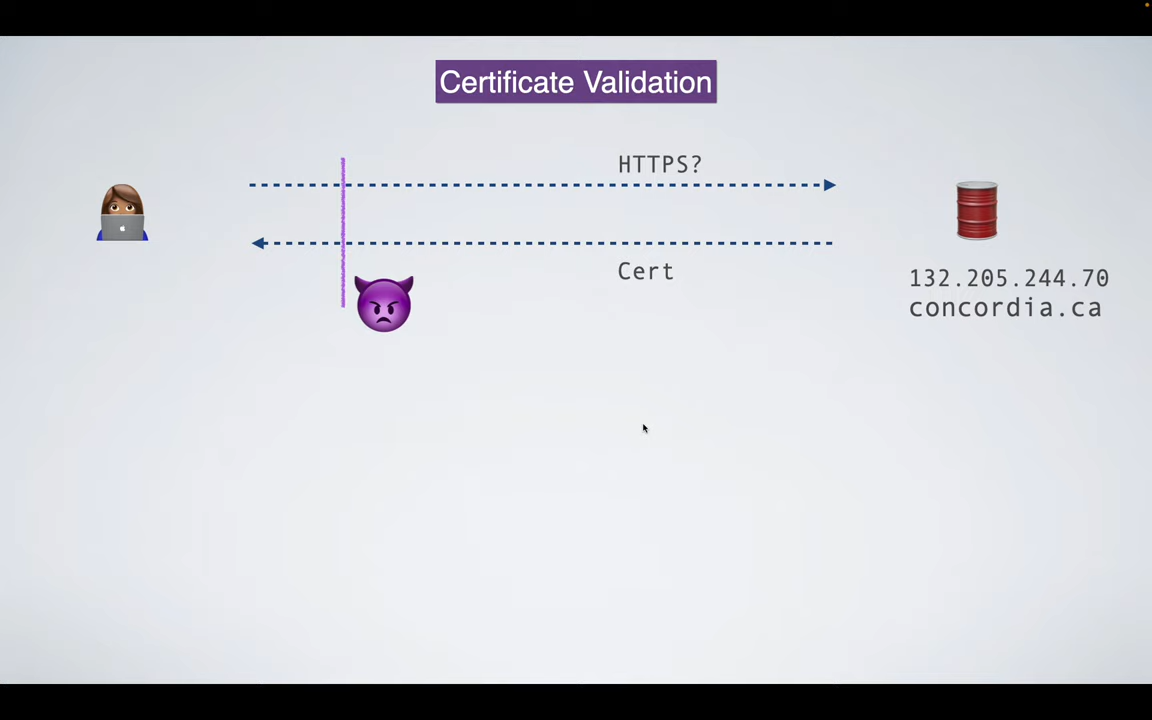 Certificate Validation
HTTPS?
Cert
132.205.244.70
concordia.ca